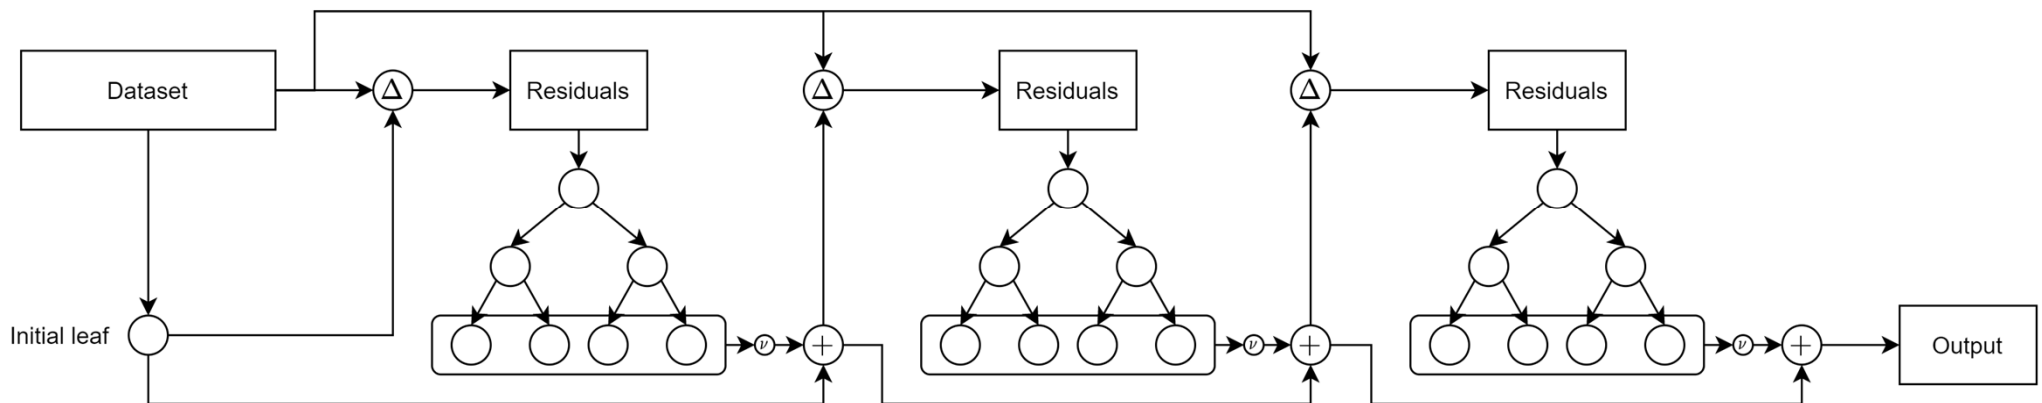 Dataset
Δ
Residuals
Δ
Residuals
Δ
Residuals
Initial leaf
ν
+
ν
+
ν
+
Output